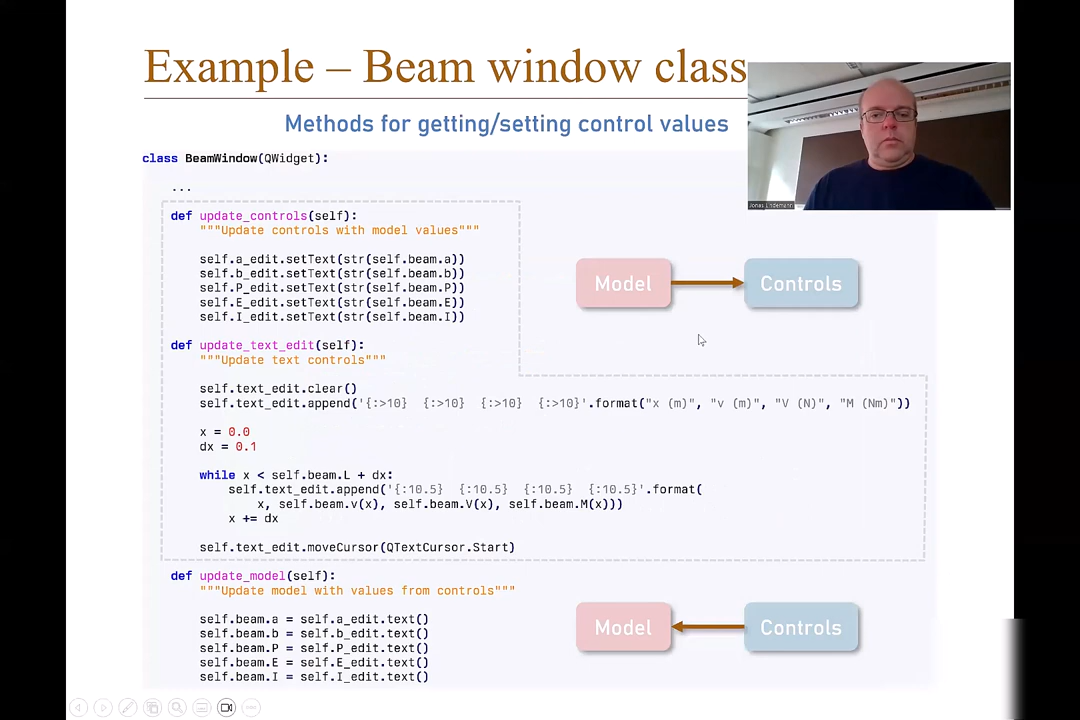 Example – Beam window class
Methods for getting/setting control values
Jonas Lindemann
class BeamWindow(QWidget):
...
def update_controls(self):
"""Update controls with model values"""
self.a_edit.setText(str(self.beam.a))
self.b_edit.setText(str(self.beam.b))
self.P_edit.setText(str(self.beam.P))
self.E_edit.setText(str(self.beam.E))
self.I_edit.setText(str(self.beam.I))
Model
Controls
def update_text_edit(self):
"""Update text controls"""
self.text_edit.clear()
self.text_edit.append('{:>10}  {:>10}  {:>10}  {:>10}'.format("x (m)", "v (m)", "V (N)", "M (Nm)"))
x = 0.0
dx = 0.1
while x < self.beam.L + dx:
self.text_edit.append('{:10.5}  {:10.5}  {:10.5}  {:10.5}'.format(
x, self.beam.v(x), self.beam.V(x), self.beam.M(x)))
x += dx
self.text_edit.moveCursor(QTextCursor.Start)
def update_model(self):
"""Update model with values from controls"""
self.beam.a = self.a_edit.text()
self.beam.b = self.b_edit.text()
self.beam.P = self.P_edit.text()
self.beam.E = self.E_edit.text()
self.beam.I = self.I_edit.text()
Model
Controls